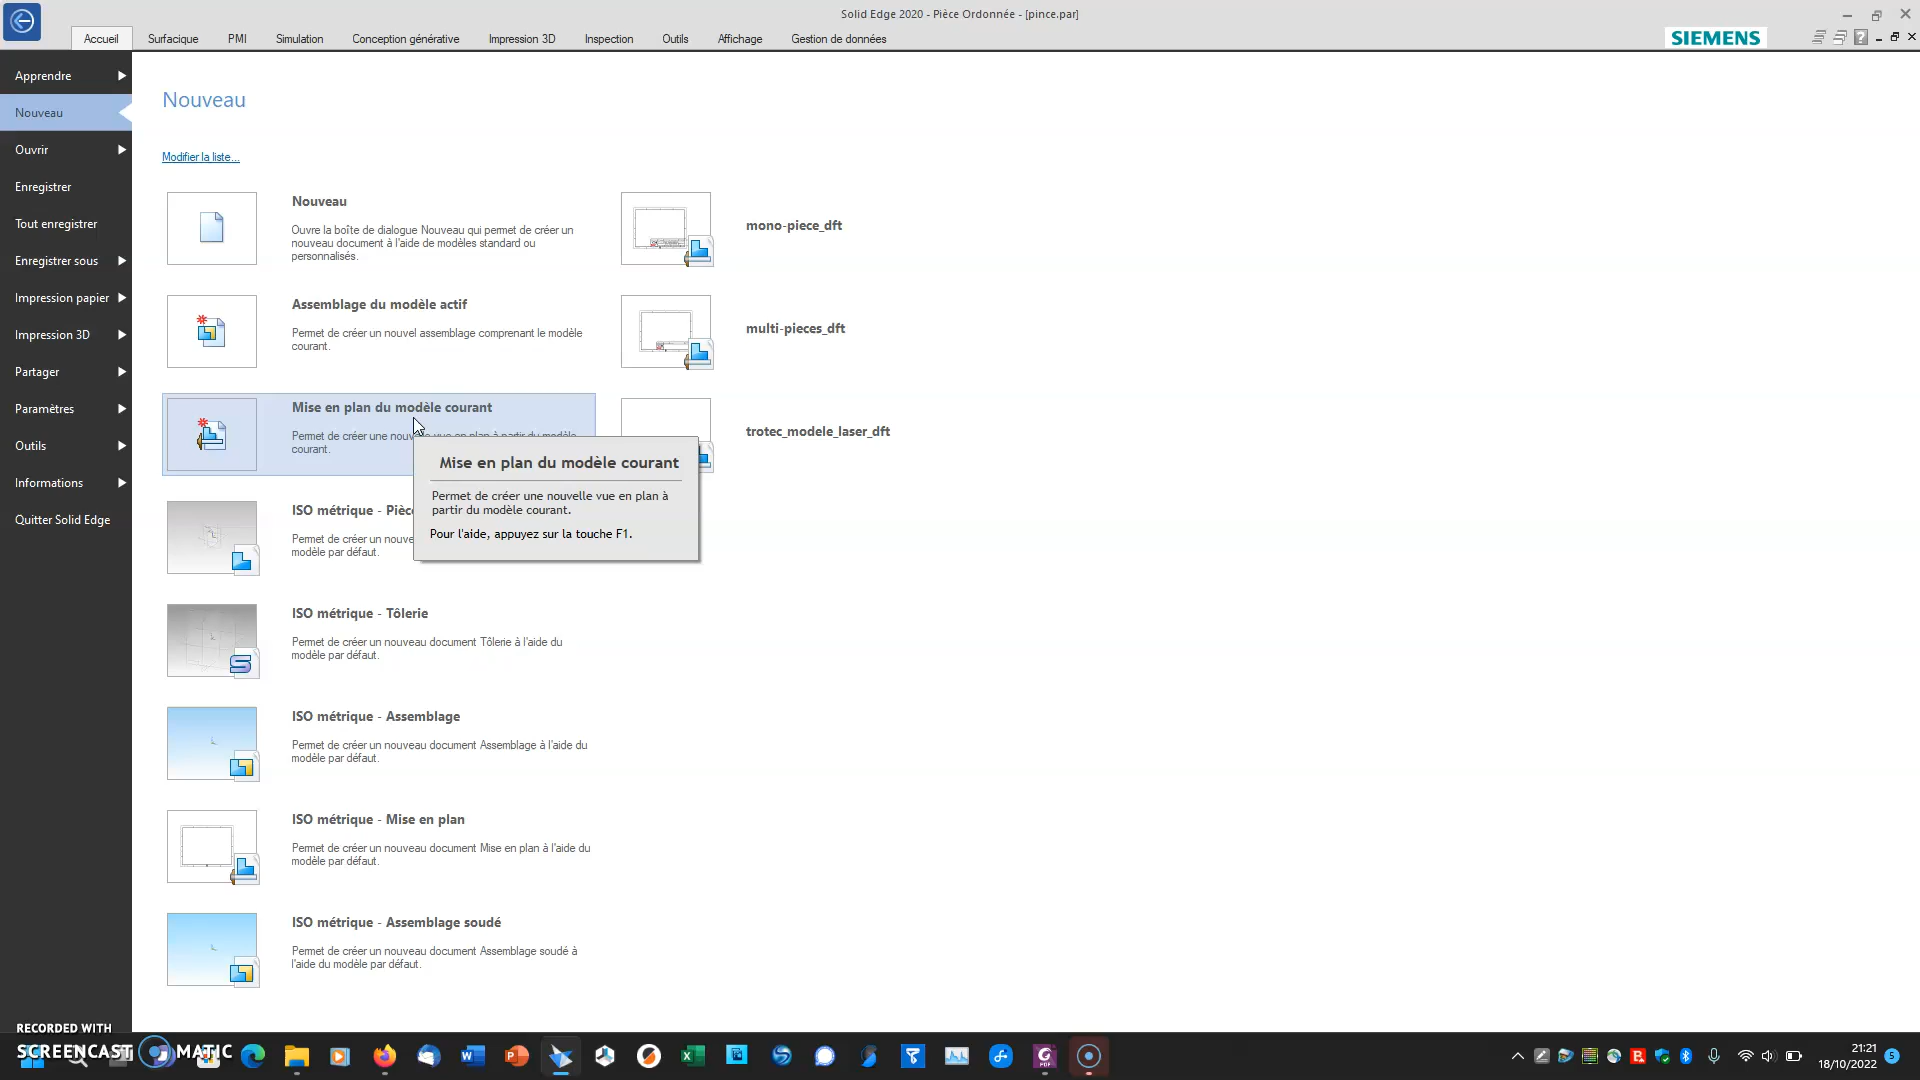 Solid Edge 2020 - Pièce Ordonnée - [pince.par]
Accueil Surfacique PMI Simulation Conception générative Impression 3D Inspection Outils Affichage Gestion de données
SIEMENS
Apprendre
Nouveau
Ouvrir
Enregistrer
Tout enregistrer
Enregistrer sous
Impression papier
Impression 3D
Partager
Paramètres
Outils
Informations
Quitter Solid Edge
Nouveau
Modifier la liste...
Nouveau
Ouvre la boîte de dialogue Nouveau qui permet de créer un
nouveau document à l'aide de modèles standard ou
personnalisés.
Assemblage du modèle actif
Permet de créer un nouvel assemblage comprenant le modèle
courant.
Mise en plan du modèle courant
Permet de créer une nouvelle vue en plan à partir du modèle
courant.
ISO métrique - Pièc
Permet de créer un nouve
modèle par défaut.
ISO métrique - Tôlerie
Permet de créer un nouveau document Tôlerie à l'aide du
modèle par défaut.
ISO métrique - Assemblage
Permet de créer un nouveau document Assemblage à l'aide du
modèle par défaut.
ISO métrique - Mise en plan
Permet de créer un nouveau document Mise en plan à l'aide du
modèle par défaut.
ISO métrique - Assemblage soudé
Permet de créer un nouveau document Assemblage soudé à
l'aide du modèle par défaut.
mono-piece_dft
multi-pieces_dft
trotec_modele_laser_dft
Mise en plan du modèle courant
Permet de créer une nouvelle vue en plan à
partir du modèle courant.
Pour l'aide, appuyez sur la touche F1.
RECORDED WITH
SCREENCAST MATIC
21:21
18/10/2022
5